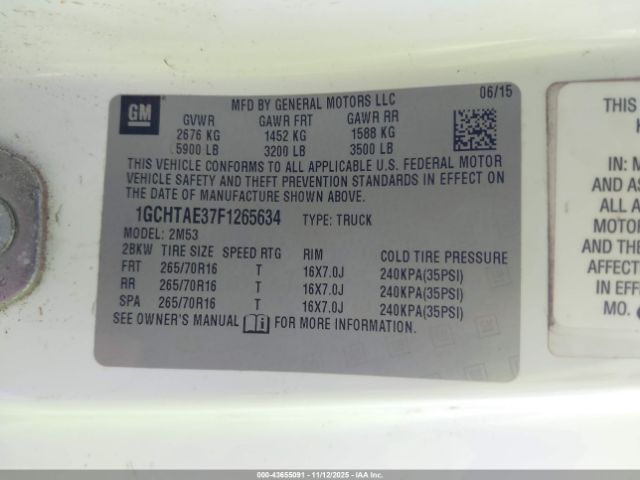 GM
MFD BY GENERAL MOTORS LLC
06/15
GVWR GAWR FRT GAWR RR
2676 KG 1452 KG 1588 KG
5900 LB 3200 LB 3500 LB
THIS VEHICLE CONFORMS TO ALL APPLICABLE U.S. FEDERAL MOTOR
VEHICLE SAFETY AND THEFT PREVENTION STANDARDS IN EFFECT ON
THE DATE OF MANUFACTURE SHOWN ABOVE.
1GCHTAE37F1265634 TYPE: TRUCK
MODEL: 2M53
2BKW TIRE SIZE SPEED RTG RIM COLD TIRE PRESSURE
FRT 265/70R16 T 16X7.0J 240KPA(35PSI)
RR 265/70R16 T 16X7.0J 240KPA(35PSI)
SPA 265/70R16 T 16X7.0J 240KPA(35PSI)
SEE OWNER'S MANUAL FOR MORE INFORMATION.
THIS
IN: M
AND AS
ALL A
MOTOR
AND THE
AFFECT
IN EFFE
MO.
000-43655091 - 11/12/2025 - IAA, Inc.